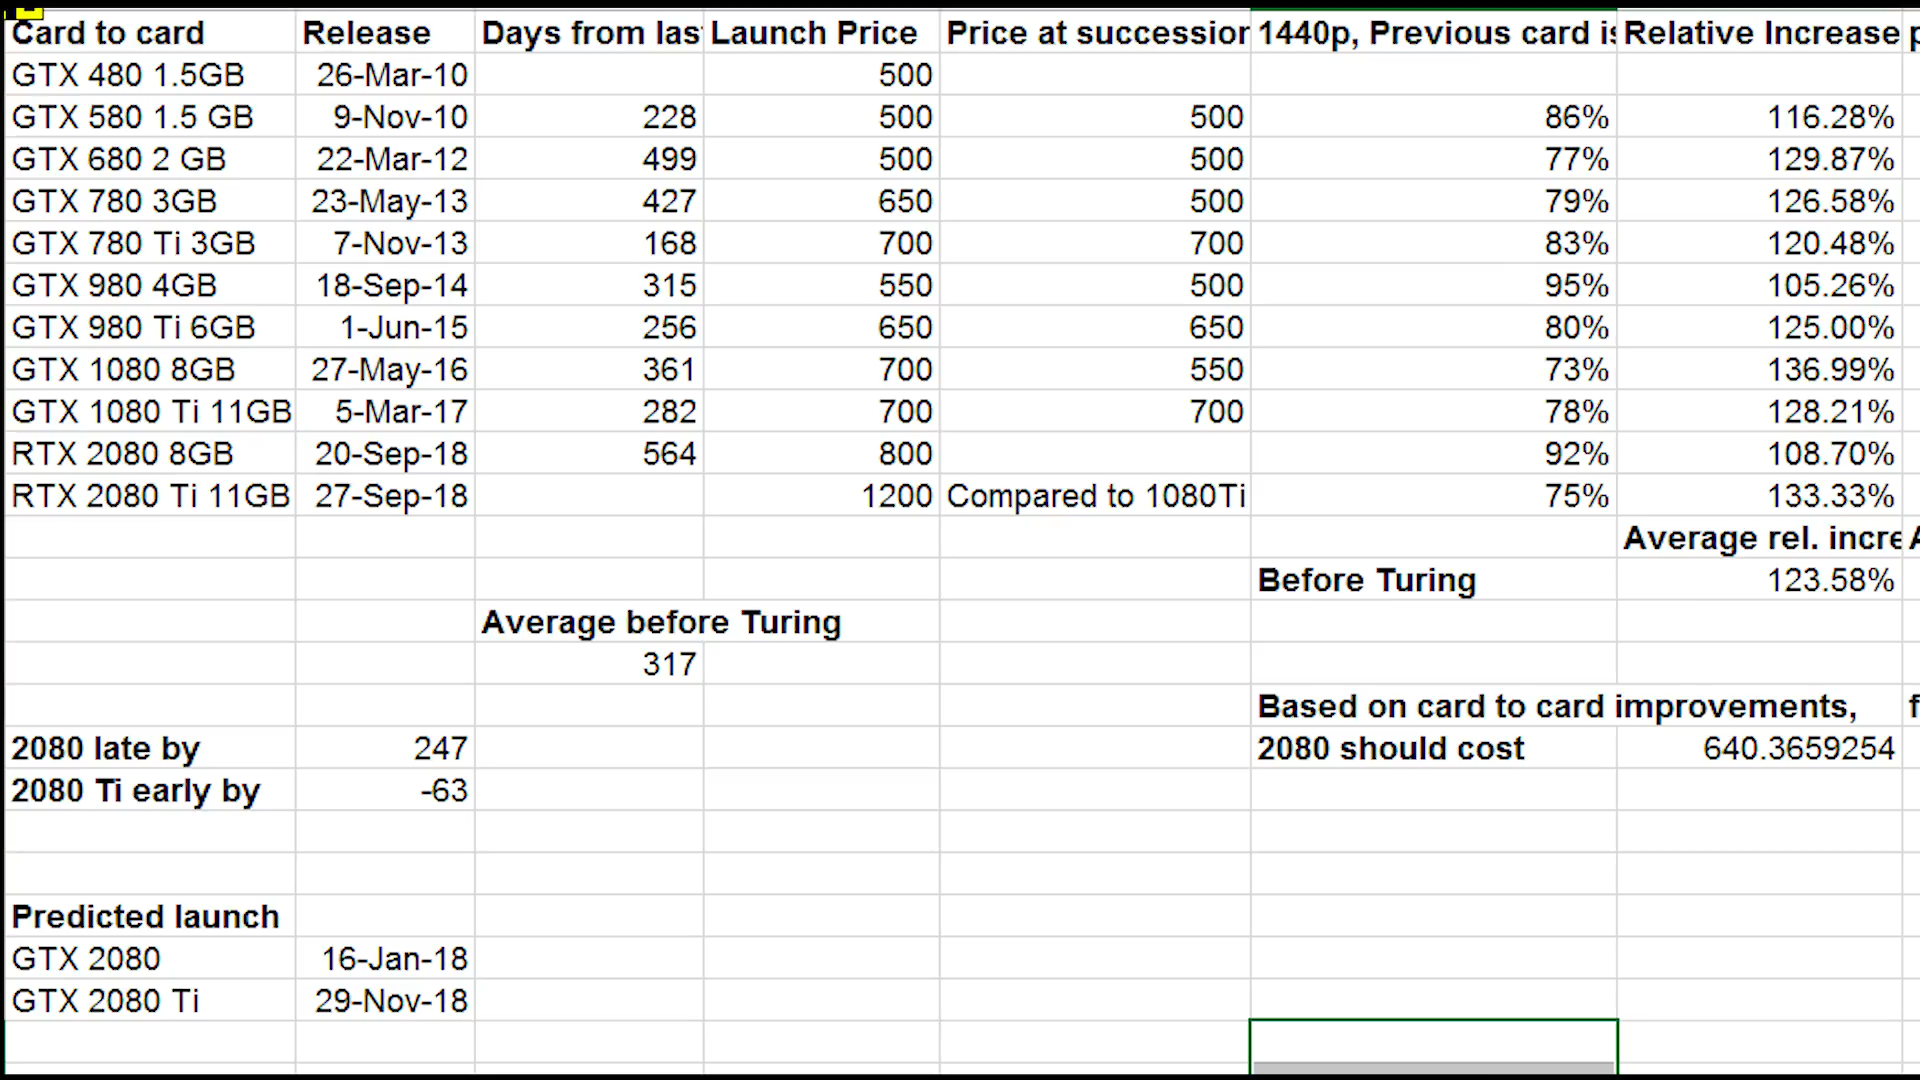 Card to card Release Days from las Launch Price Price at succession 1440p, Previous card is Relative Increase p
GTX 480 1.5GB 26-Mar-10 500
GTX 580 1.5 GB 9-Nov-10 228 500 500 86% 116.28%
GTX 680 2 GB 22-Mar-12 499 500 500 77% 129.87%
GTX 780 3GB 23-May-13 427 650 500 79% 126.58%
GTX 780 Ti 3GB 7-Nov-13 168 700 700 83% 120.48%
GTX 980 4GB 18-Sep-14 315 550 500 95% 105.26%
GTX 980 Ti 6GB 1-Jun-15 256 650 650 80% 125.00%
GTX 1080 8GB 27-May-16 361 700 550 73% 136.99%
GTX 1080 Ti 11GB 5-Mar-17 282 700 700 78% 128.21%
RTX 2080 8GB 20-Sep-18 564 800 92% 108.70%
RTX 2080 Ti 11GB 27-Sep-18 1200 Compared to 1080Ti 75% 133.33%
Average rel. incre A
Before Turing 123.58%
Average before Turing
317
Based on card to card improvements, f
2080 late by 247 2080 should cost 640.3659254
2080 Ti early by -63
Predicted launch
GTX 2080 16-Jan-18
GTX 2080 Ti 29-Nov-18